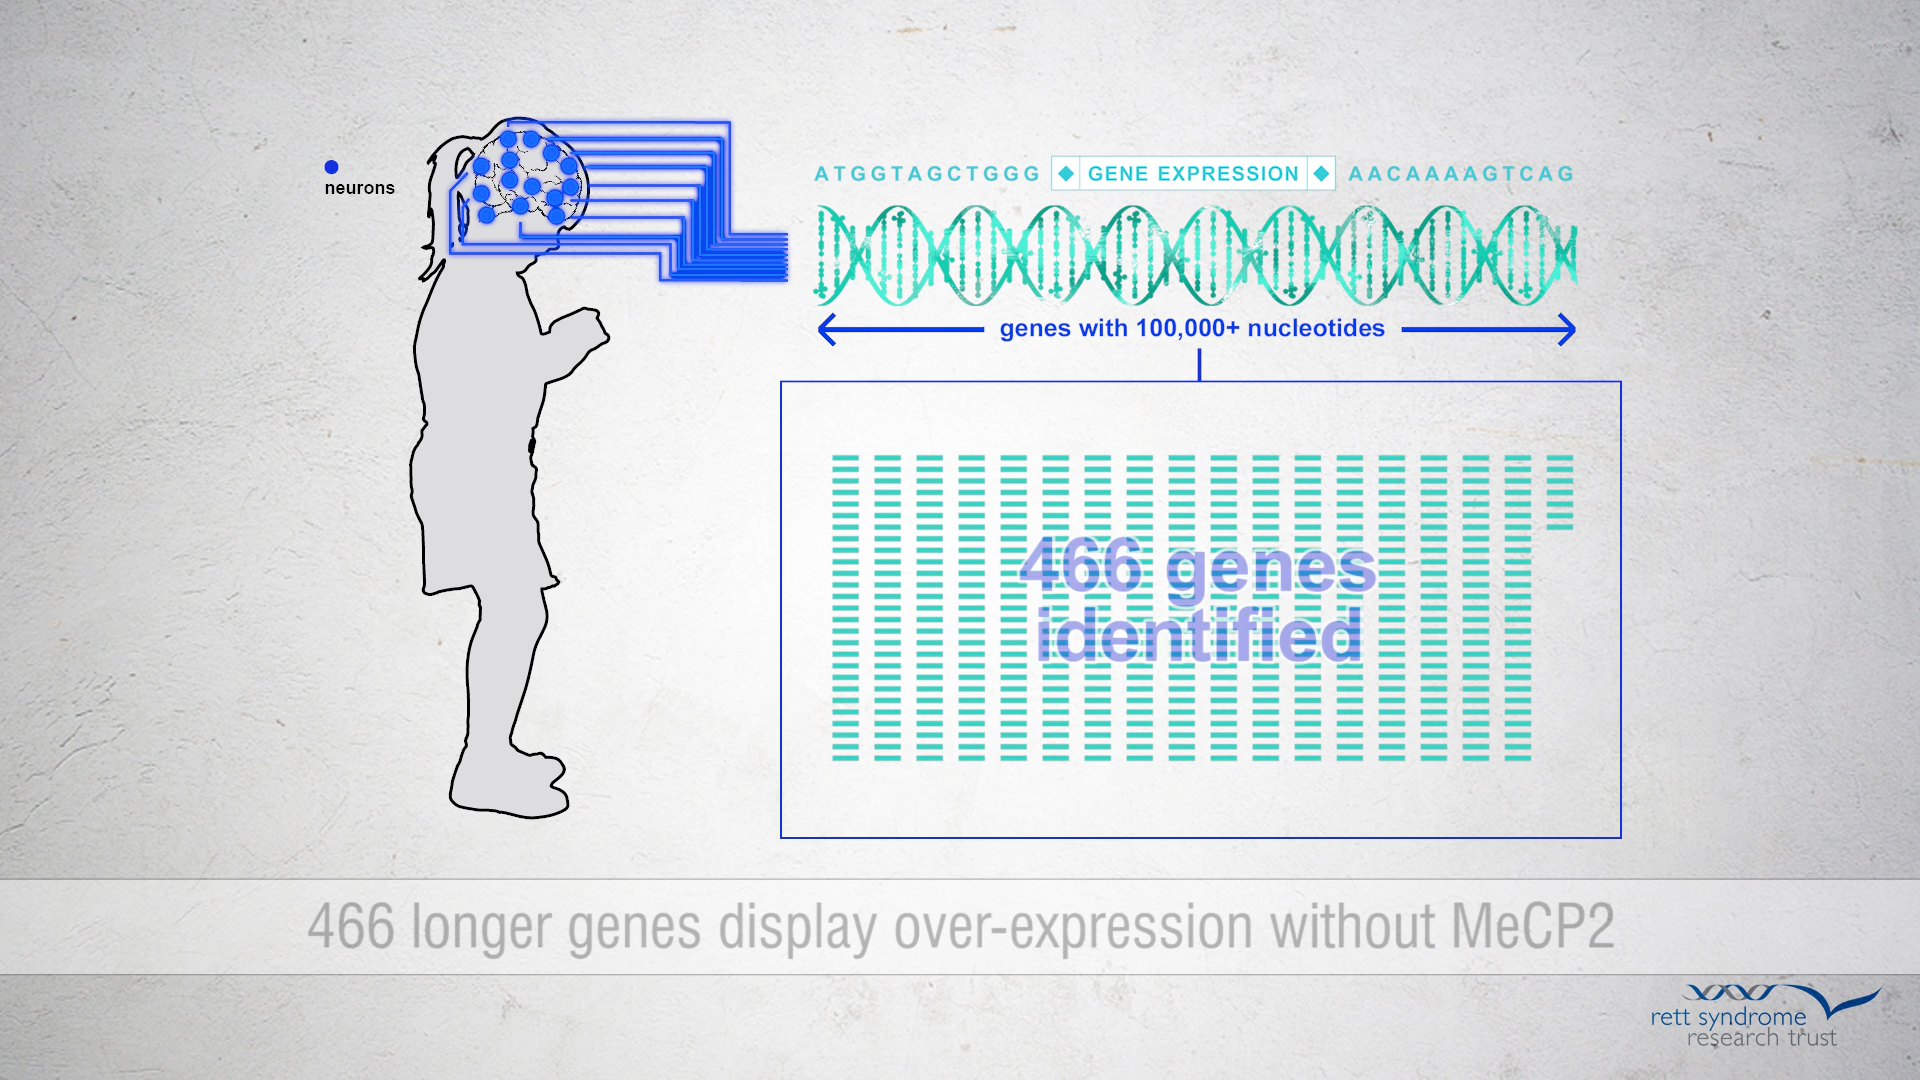 neurons
ATGGTAGCTGGG GENE EXPRESSION AACAAAAGTCAG
genes with 100,000+ nucleotides
466 genes
identified
466 longer genes display over-expression without MeCP2
rett syndrome
research trust